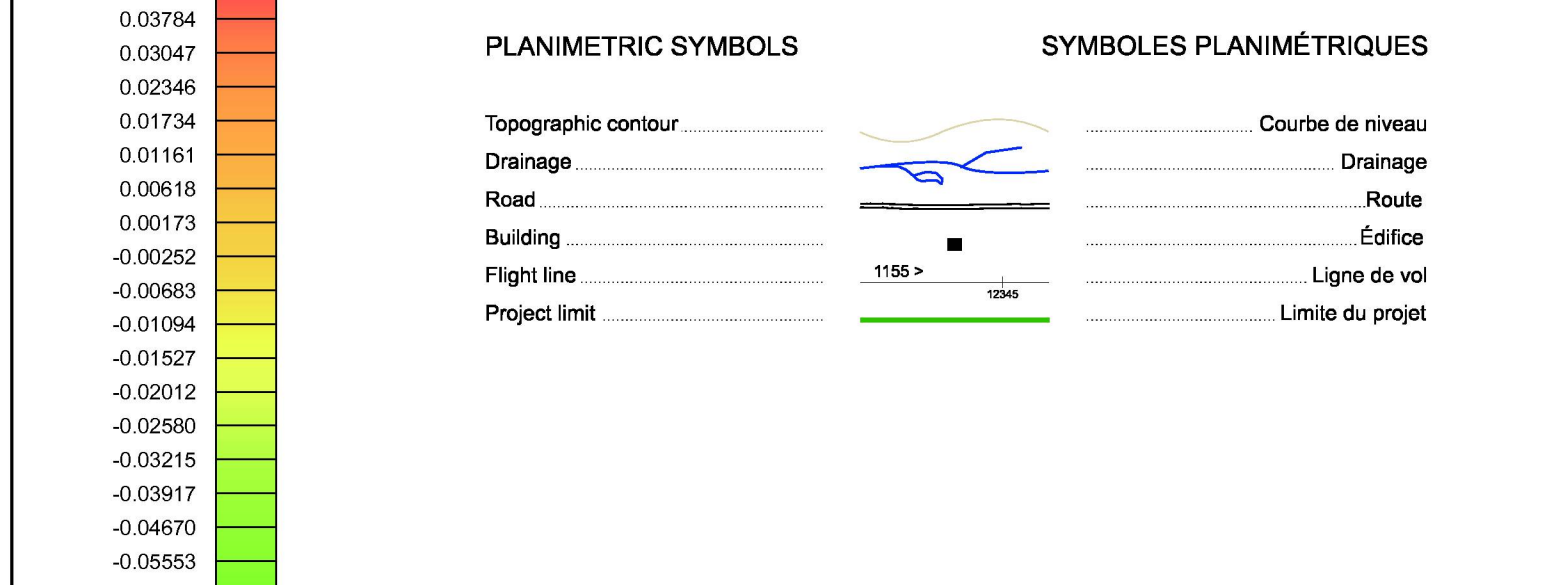 0.03784
0.03047
0.02346
0.01734
0.01161
0.00618
0.00173
-0.00252
-0.00683
-0.01094
-0.01527
-0.02012
-0.02580
-0.03215
-0.03917
-0.04670
-0.05553
PLANIMETRIC SYMBOLS SYMBOLES PLANIMÉTRIQUES
Topographic contour Courbe de niveau
Drainage Drainage
Road Route
Building Édifice
1155 >
Flight line Ligne de vol
12345
Project limit Limite du projet